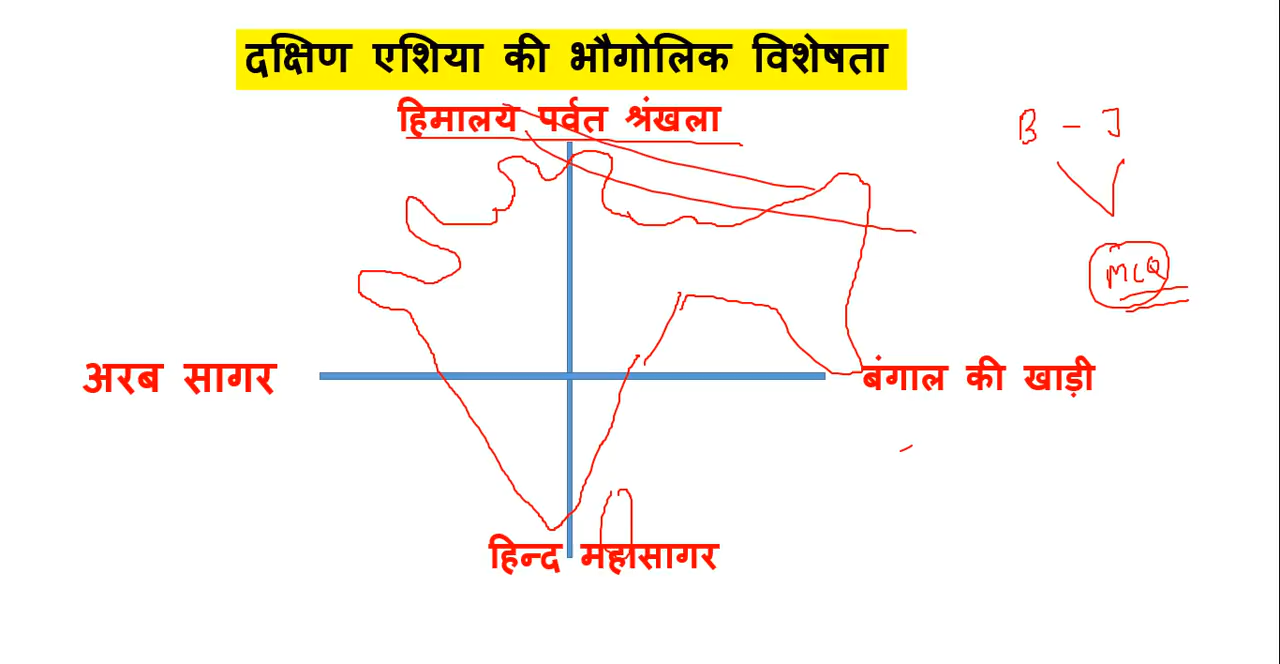 दक्षिण एशिया की भौगोलिक विशेषता
हिमालय पर्वत श्रंखला
B - J
MCQ
अरब सागर
बंगाल की खाड़ी
हिन्द महासागर